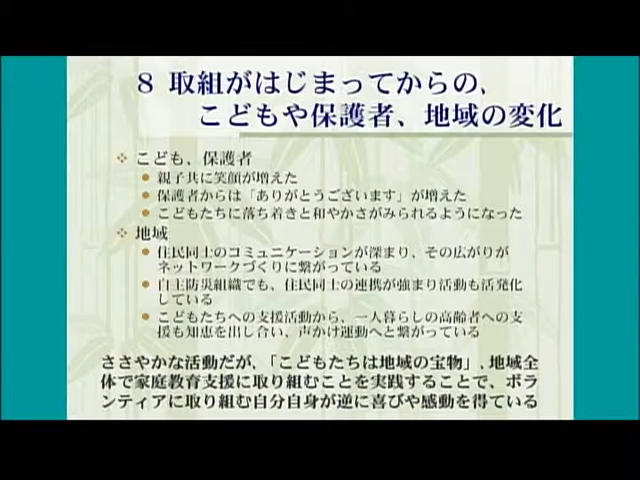 8 取組がはじまってからの、
こどもや保護者、地域の変化
こども、保護者
親子共に笑顔が増えた
保護者からは「ありがとうございます」が増えた
こどもたちに落ち着きと和やかさがみられるようになった
地域
住民同士のコミュニケーションが深まり、その広がりが
ネットワークづくりに繋がっている
自主防災組織でも、住民同士の連携が強まり活動も活発化
している
こどもたちへの支援活動から、一人暮らしの高齢者への支
援も知恵を出し合い、声かけ運動へと繋がっている
ささやかな活動だが、「こどもたちは地域の宝物」、地域全
体で家庭教育支援に取り組むことを実践することで、ボラ
ンティアに取り組む自分自身が逆に喜びや感動を得ている